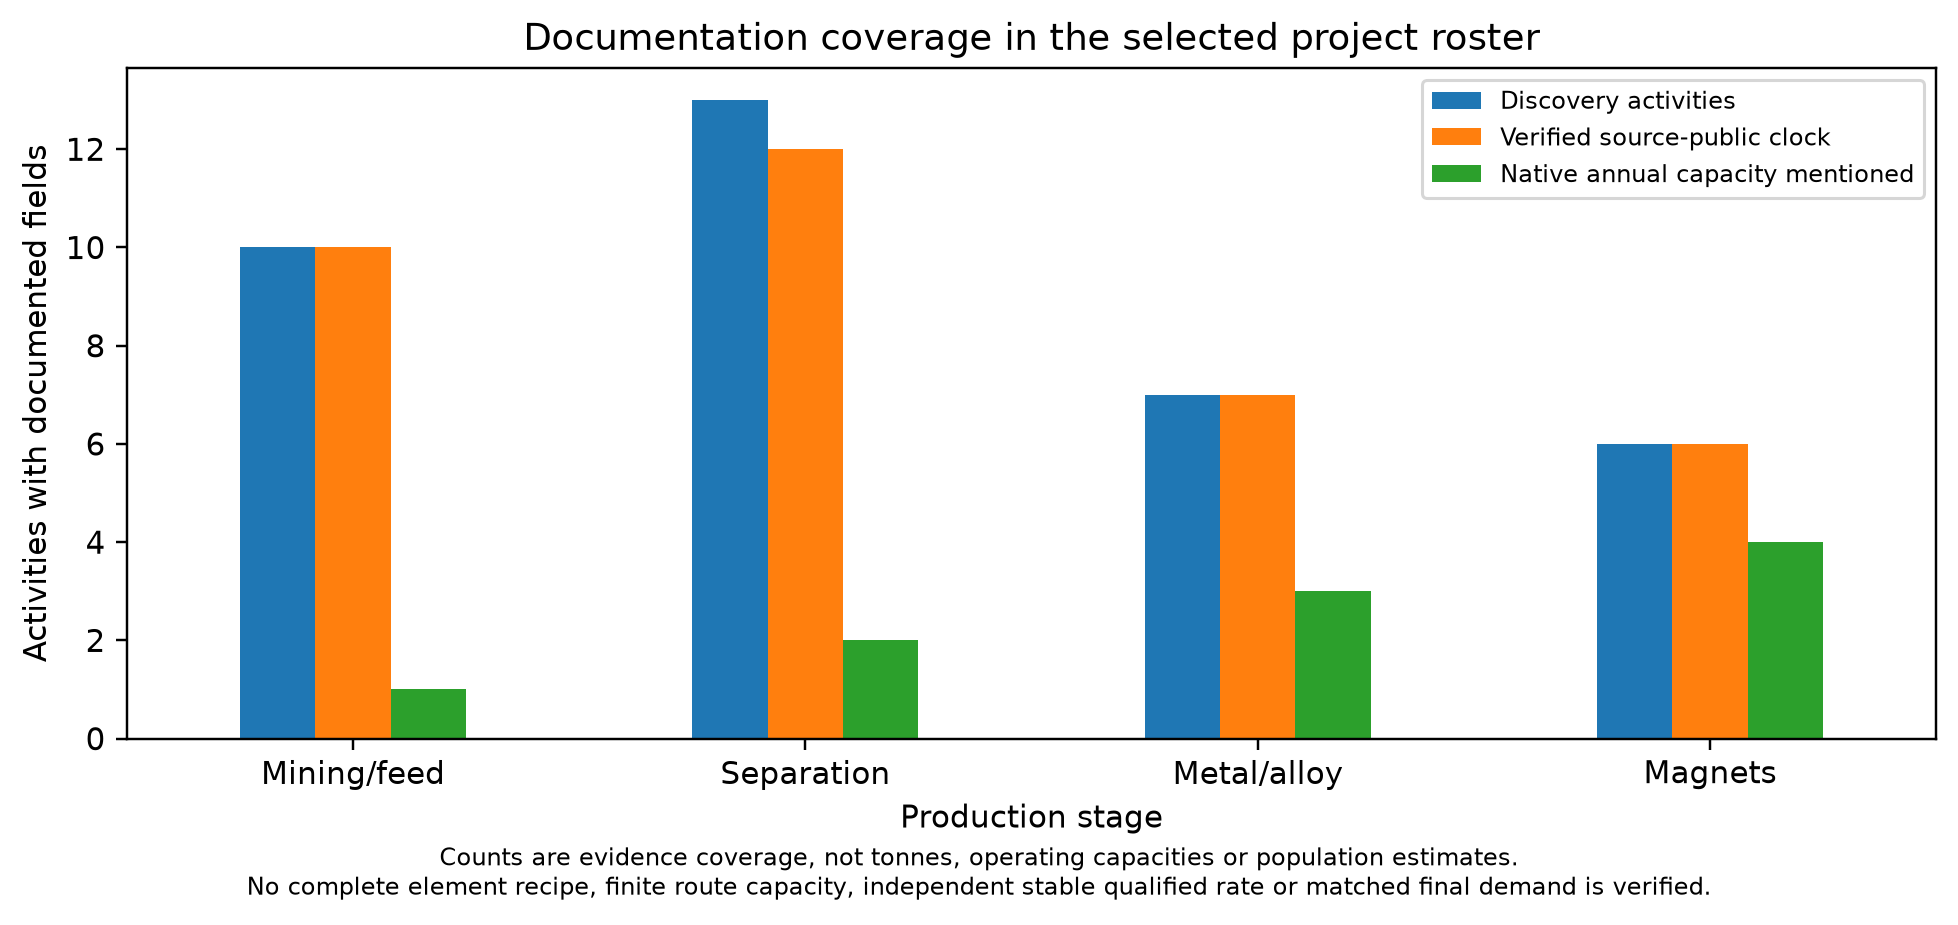 Documentation coverage in the selected project roster
Discovery activities
Verified source-public clock
Native annual capacity mentioned
Activities with documented fields
12
10
8
6
4
2
0
Mining/feed
Separation
Metal/alloy
Magnets
Production stage
Counts are evidence coverage, not tonnes, operating capacities or population estimates.
No complete element recipe, finite route capacity, independent stable qualified rate or matched final demand is verified.